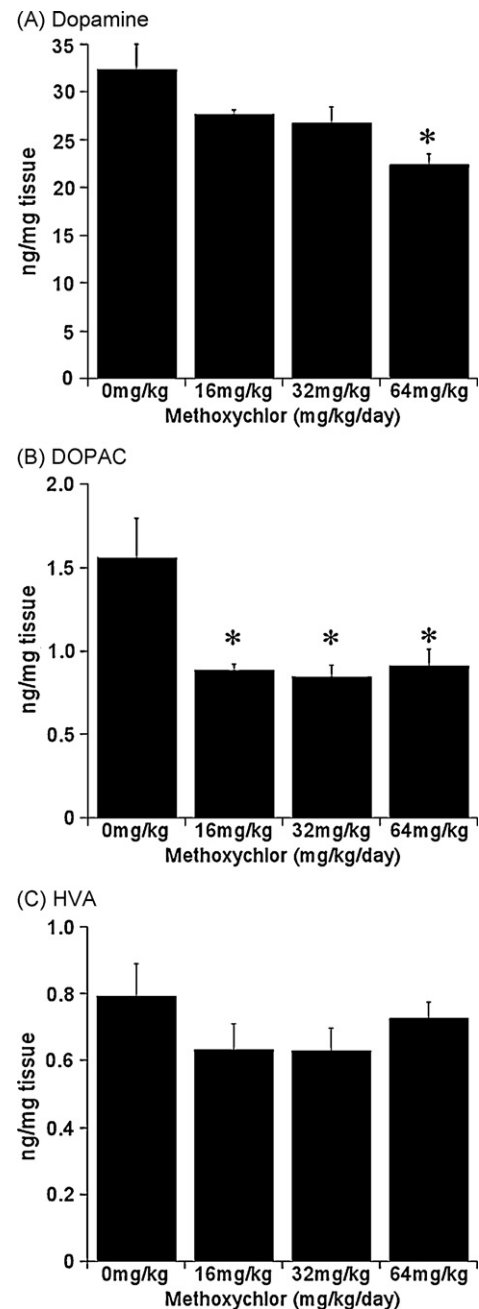 (A) Dopamine
35
30
25
20
15
10
5
0
ng/mg tissue
*
0mg/kg 16mg/kg 32mg/kg 64mg/kg
Methoxychlor (mg/kg/day)
(B) DOPAC
2.0
1.5
1.0
0.5
0
ng/mg tissue
* * *
0mg/kg 16mg/kg 32mg/kg 64mg/kg
Methoxychlor (mg/kg/day)
(C) HVA
1.0
0.8
0.6
0.4
0.2
0
ng/mg tissue
0mg/kg 16mg/kg 32mg/kg 64mg/kg
Methoxychlor (mg/kg/day)